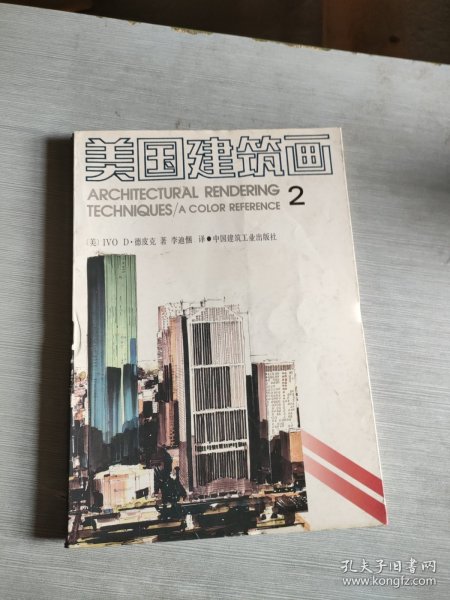 美国建筑画
ARCHITECTURAL RENDERING
TECHNIQUES/A COLOR REFERENCE 2
〔美〕IVO D·德皮克 著 李迪悃 译●中国建筑工业出版社
孔夫子旧书网
www.kongfz.com